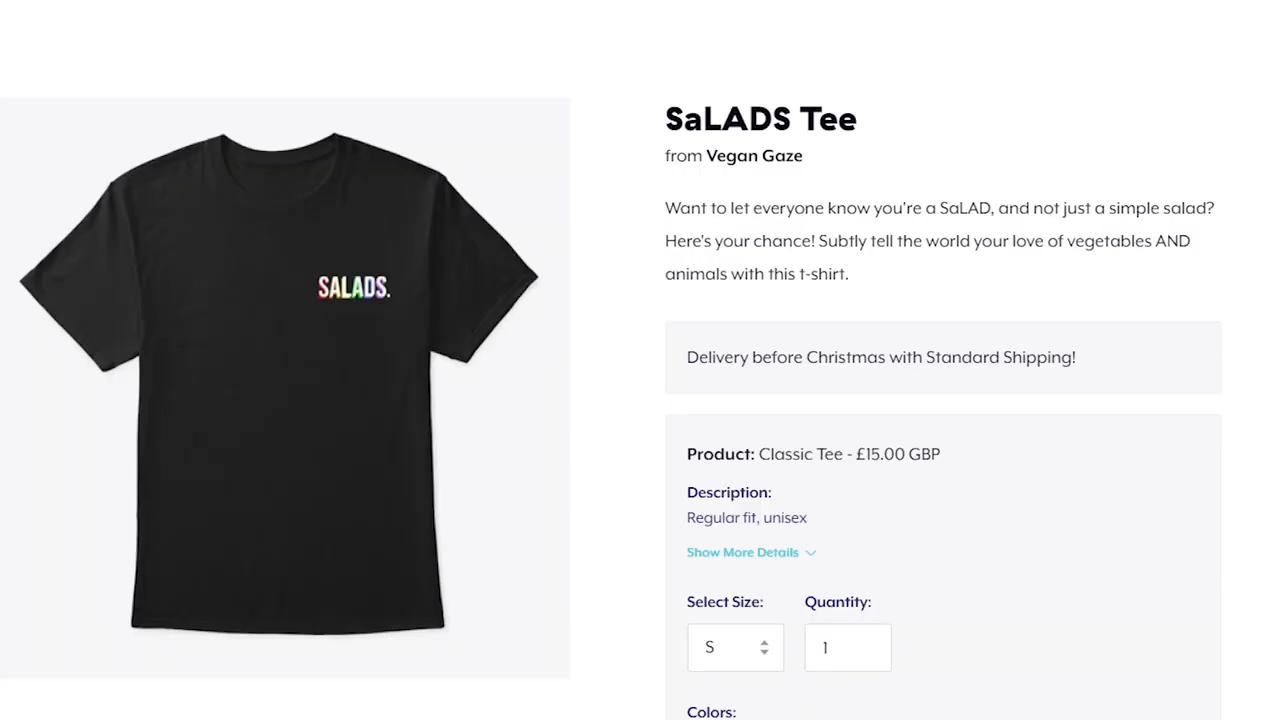 SaLADS Tee
from Vegan Gaze
Want to let everyone know you're a SaLAD, and not just a simple salad?
Here's your chance! Subtly tell the world your love of vegetables AND
animals with this t-shirt.
SALADS.
Delivery before Christmas with Standard Shipping!
Product: Classic Tee - £15.00 GBP
Description:
Regular fit, unisex
Show More Details
Select Size: Quantity:
S 1
Colors: